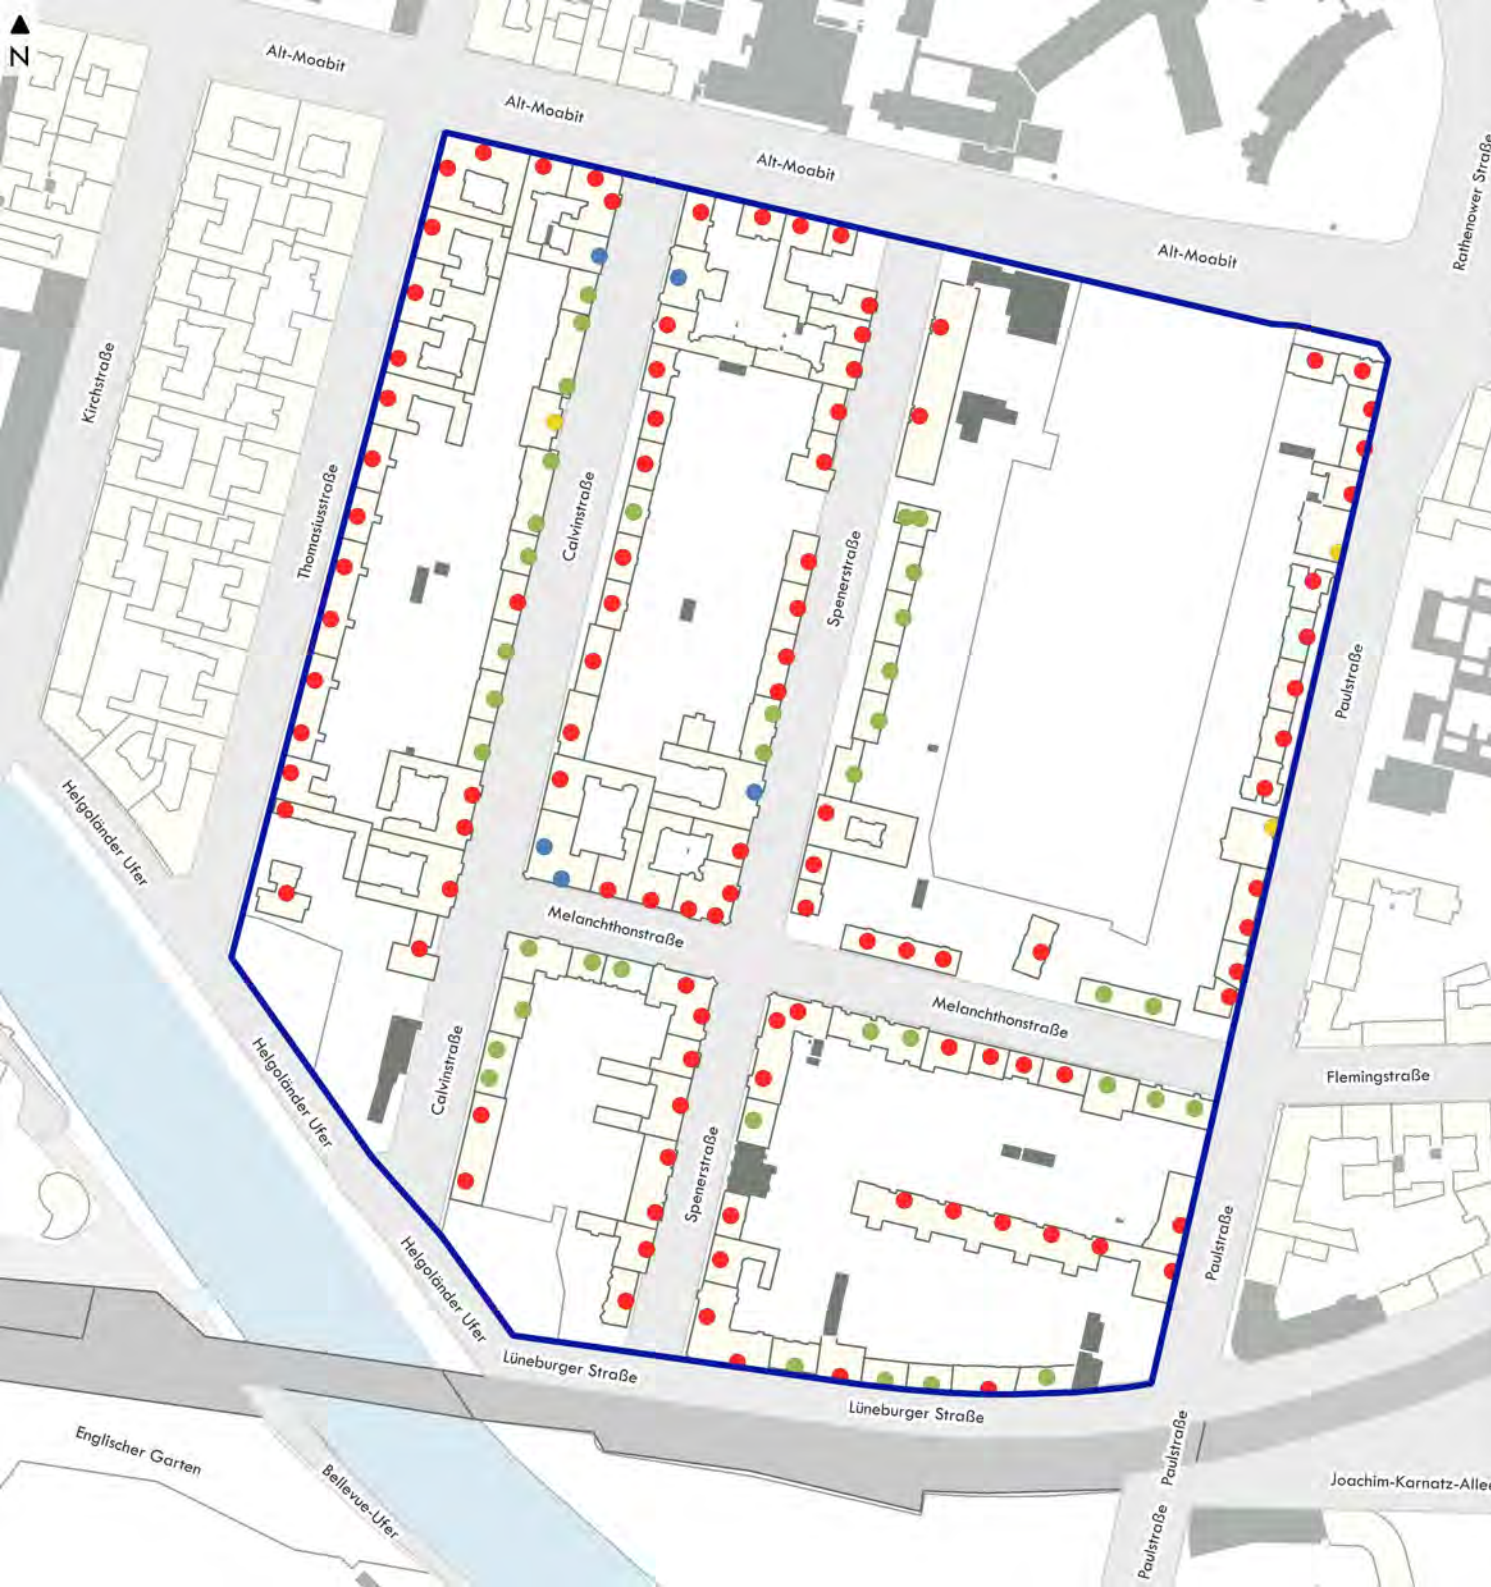 N
Alt-Moabit
Alt-Moabit
Alt-Moabit
Alt-Moabit
Rathenower Straße
Kirchstraße
Thomasiusstraße
Calvinstraße
Spenerstraße
Paulstraße
Helgoländer Ufer
Melanchthonstraße
Melanchthonstraße
Helgoländer Ufer
Calvinstraße
Flemingstraße
Spenerstraße
Paulstraße
Helgoländer Ufer
Lüneburger Straße
Lüneburger Straße
Englischer Garten
Bellevue-Ufer
Paulstraße
Joachim-Karnatz-Allee
Paulstraße